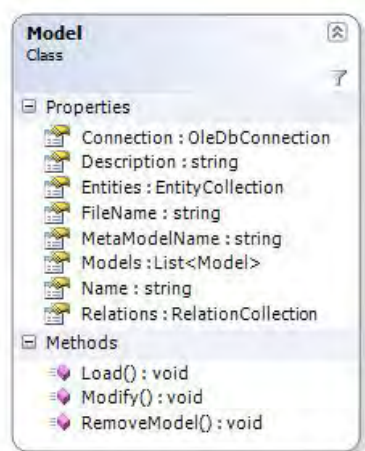 Model
Class
Properties
Connection : OleDbConnection
Description : string
Entities : EntityCollection
FileName : string
MetaModelName : string
Models : List<Model>
Name : string
Relations : RelationCollection
Methods
Load() : void
Modify() : void
RemoveModel() : void